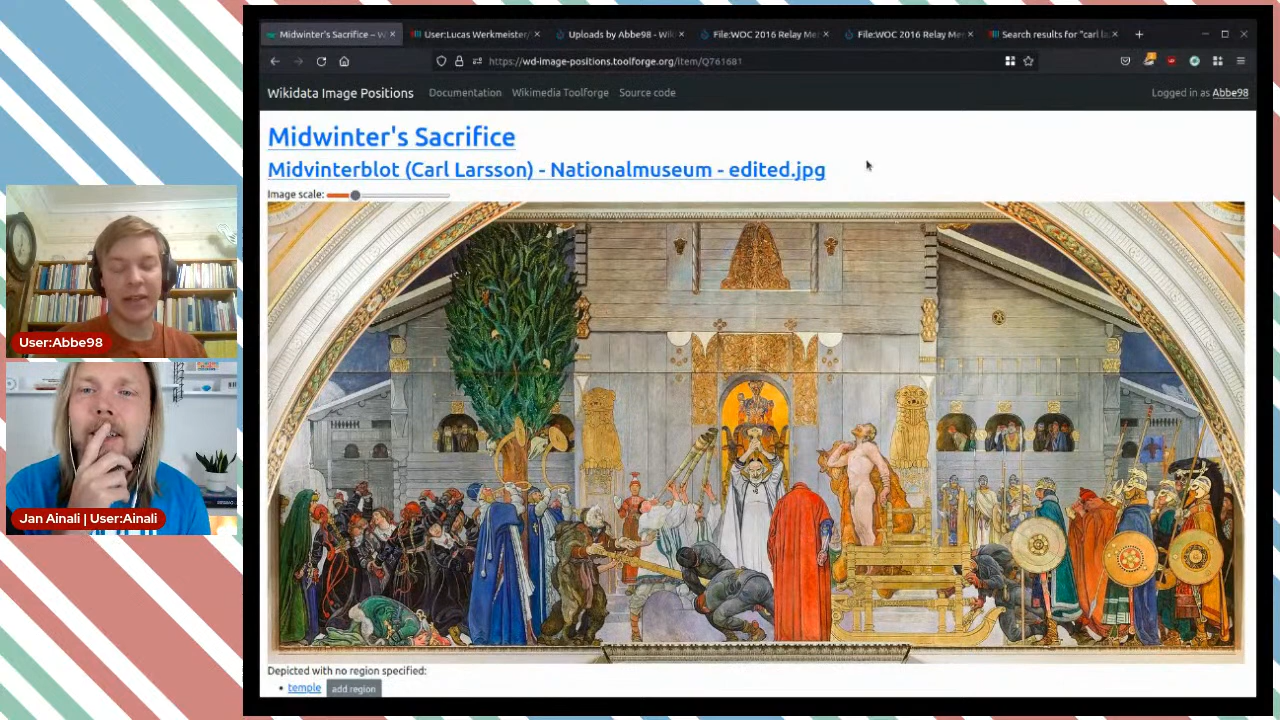 Midwinter's Sacrifice – W
User:Lucas Werkmeister/
Uploads by Abbe98 - Wiki
File:WOC 2016 Relay Me
File:WOC 2016 Relay Me
Search results for "carl la
https://wd-image-positions.toolforge.org/item/Q761681
Wikidata Image Positions
Documentation
Wikimedia Toolforge
Source code
Logged in as Abbe98
Midwinter's Sacrifice
Midvinterblot (Carl Larsson) - Nationalmuseum - edited.jpg
Image scale:
User:Abbe98
Jan Ainali | User:Ainali
Depicted with no region specified:
• temple add region